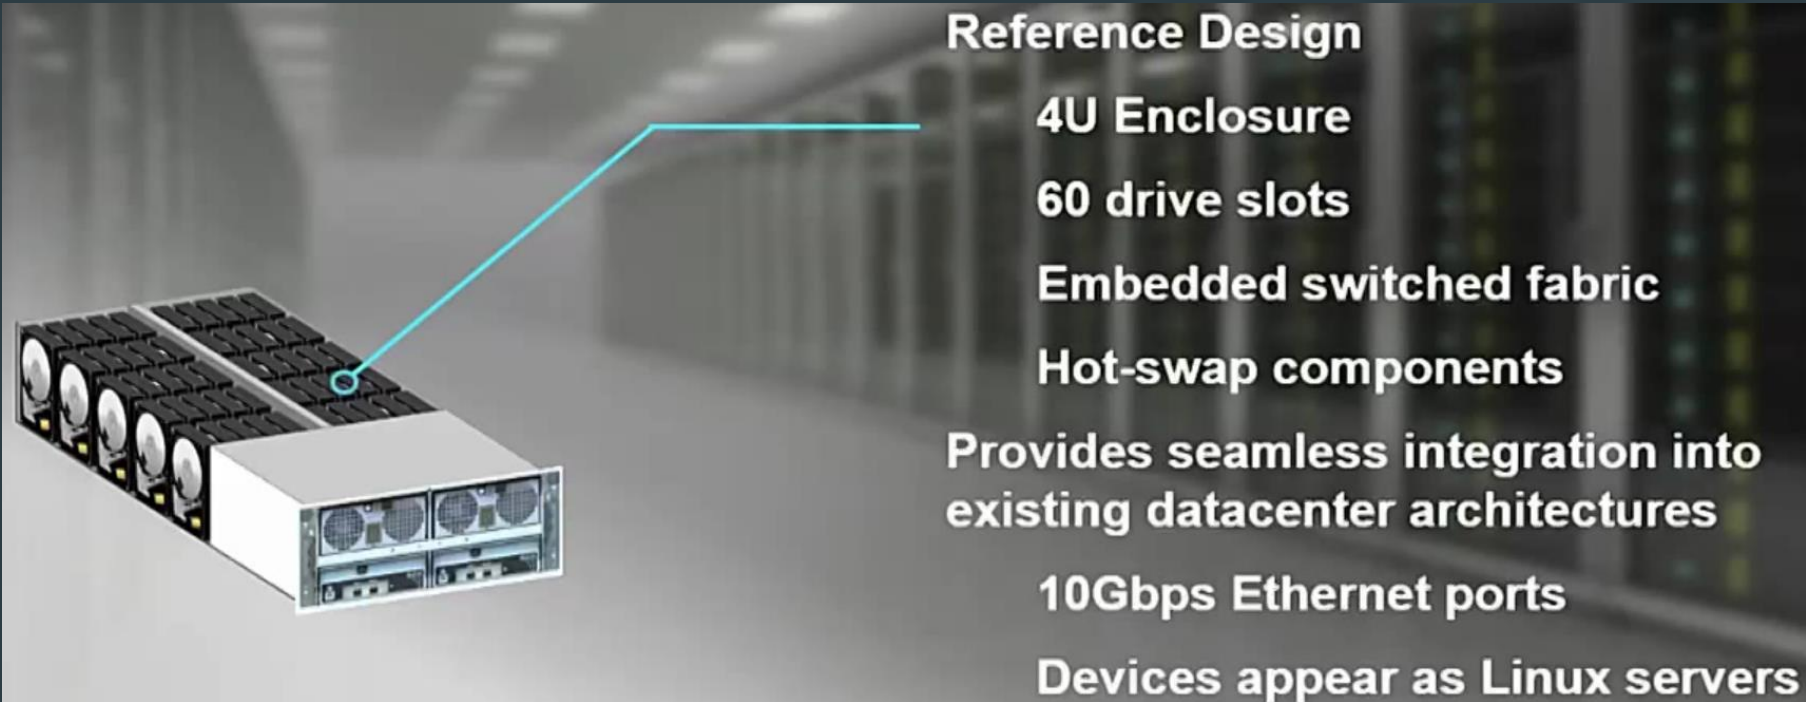 Reference Design
4U Enclosure
60 drive slots
Embedded switched fabric
Hot-swap components
Provides seamless integration into
existing datacenter architectures
10Gbps Ethernet ports
Devices appear as Linux servers